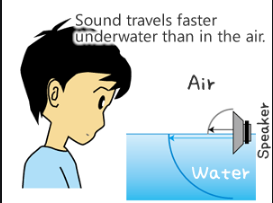 Sound travels faster
underwater than in the air.
Air
Speaker
Water